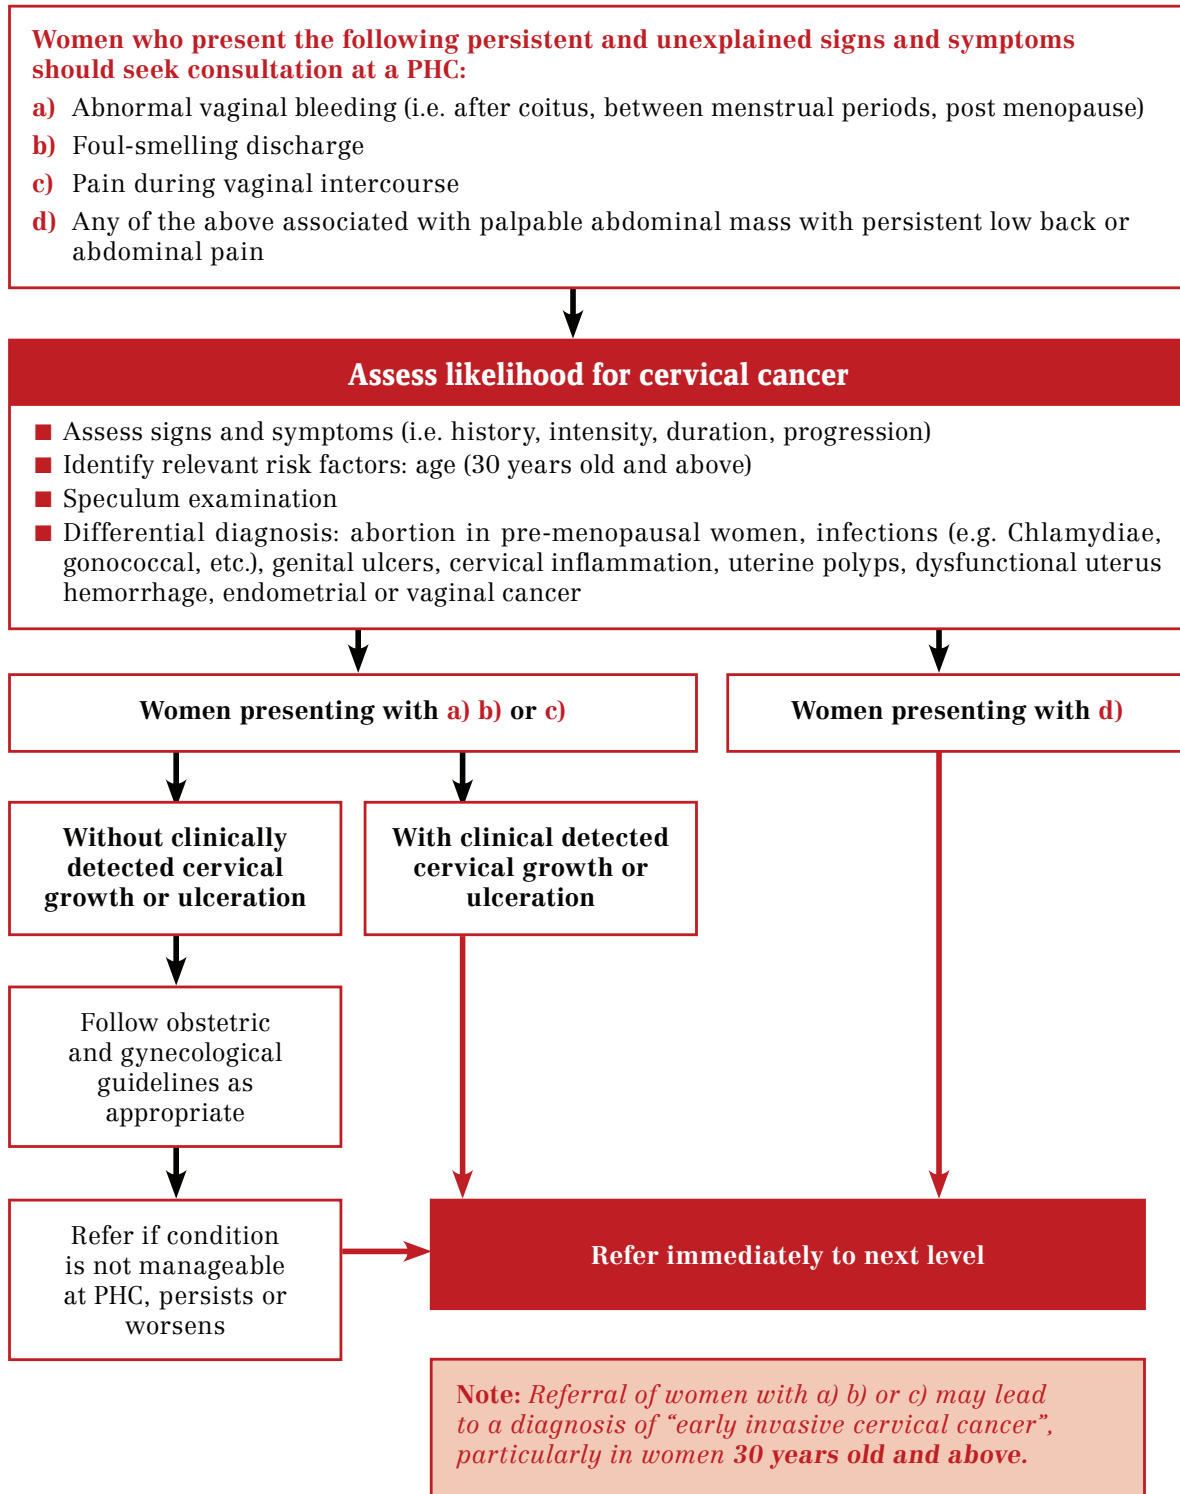 Women who present the following persistent and unexplained signs and symptoms
should seek consultation at a PHC:
a) Abnormal vaginal bleeding (i.e. after coitus, between menstrual periods, post menopause)
b) Foul-smelling discharge
c) Pain during vaginal intercourse
d) Any of the above associated with palpable abdominal mass with persistent low back or
abdominal pain
Assess likelihood for cervical cancer
■ Assess signs and symptoms (i.e. history, intensity, duration, progression)
■ Identify relevant risk factors: age (30 years old and above)
■ Speculum examination
■ Differential diagnosis: abortion in pre-menopausal women, infections (e.g. Chlamydiae,
gonococcal, etc.), genital ulcers, cervical inflammation, uterine polyps, dysfunctional uterus
hemorrhage, endometrial or vaginal cancer
Women presenting with a) b) or c)
Women presenting with d)
Without clinically
detected cervical
growth or ulceration
With clinical detected
cervical growth or
ulceration
Follow obstetric
and gynecological
guidelines as
appropriate
Refer if condition
is not manageable
at PHC, persists or
worsens
Refer immediately to next level
Note: Referral of women with a) b) or c) may lead
to a diagnosis of “early invasive cervical cancer”,
particularly in women 30 years old and above.